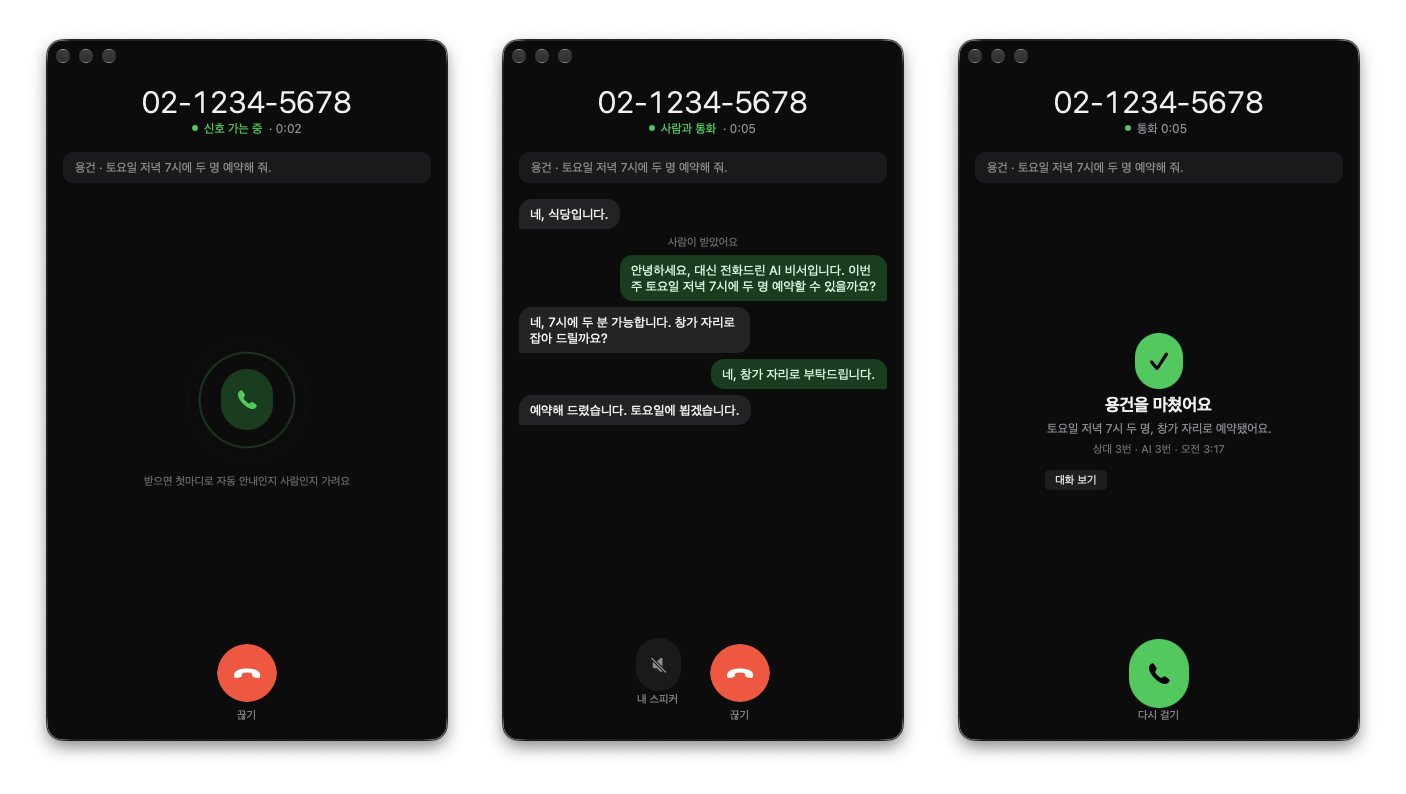 02-1234-5678
신호 가는 중 · 0:02
용건 · 토요일 저녁 7시에 두 명 예약해 줘.
받으면 첫마디로 자동 안내인지 사람인지 가려요
끊기
02-1234-5678
사람과 통화 · 0:05
용건 · 토요일 저녁 7시에 두 명 예약해 줘.
네, 식당입니다.
사람이 받았어요
안녕하세요, 대신 전화드린 AI 비서입니다. 이번
주 토요일 저녁 7시에 두 명 예약할 수 있을까요?
네, 7시에 두 분 가능합니다. 창가 자리로
잡아 드릴까요?
네, 창가 자리로 부탁드립니다.
예약해 드렸습니다. 토요일에 뵙겠습니다.
내 스피커
끊기
02-1234-5678
통화 0:05
용건 · 토요일 저녁 7시에 두 명 예약해 줘.
용건을 마쳤어요
토요일 저녁 7시 두 명, 창가 자리로 예약됐어요.
상대 3번 · AI 3번 · 오전 3:17
대화 보기
다시 걸기